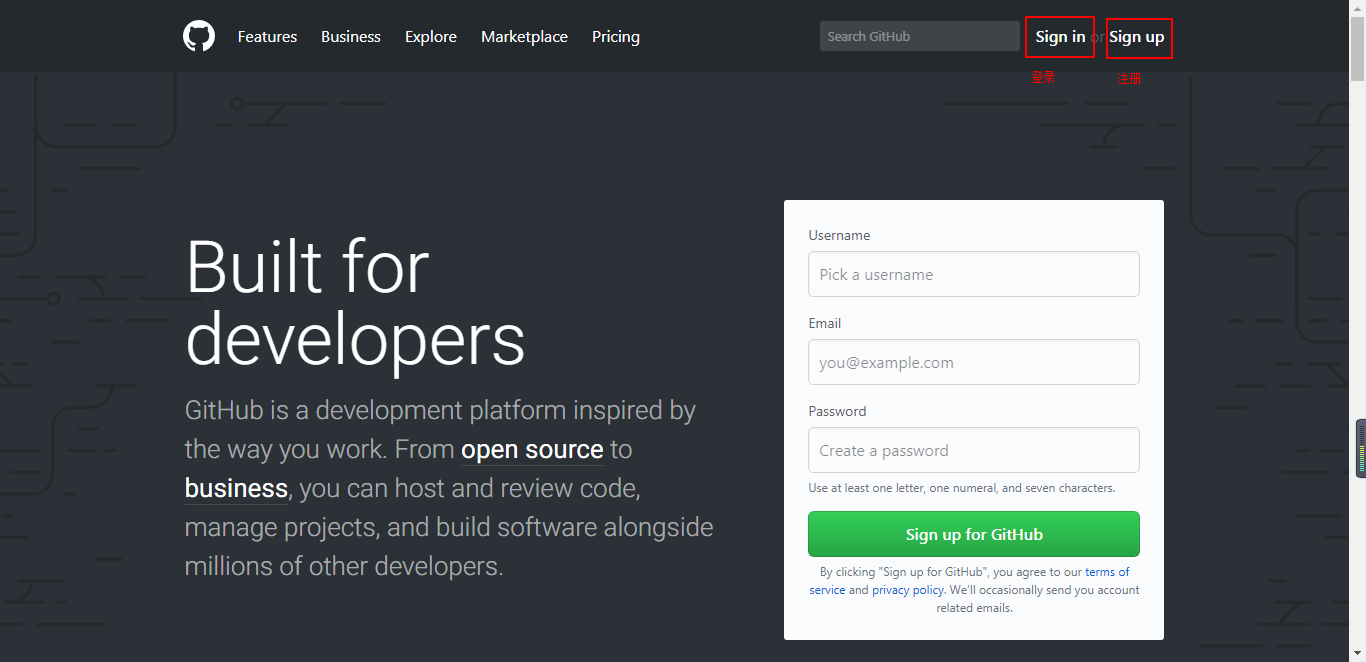 Features Business Explore Marketplace Pricing Search GitHub Sign in or Sign up
登录 注册
Built for
developers
GitHub is a development platform inspired by
the way you work. From open source to
business, you can host and review code,
manage projects, and build software alongside
millions of other developers.
Username
Pick a username
Email
you@example.com
Password
Create a password
Use at least one letter, one numeral, and seven characters.
Sign up for GitHub
By clicking "Sign up for GitHub", you agree to our terms of
service and privacy policy. We'll occasionally send you account
related emails.